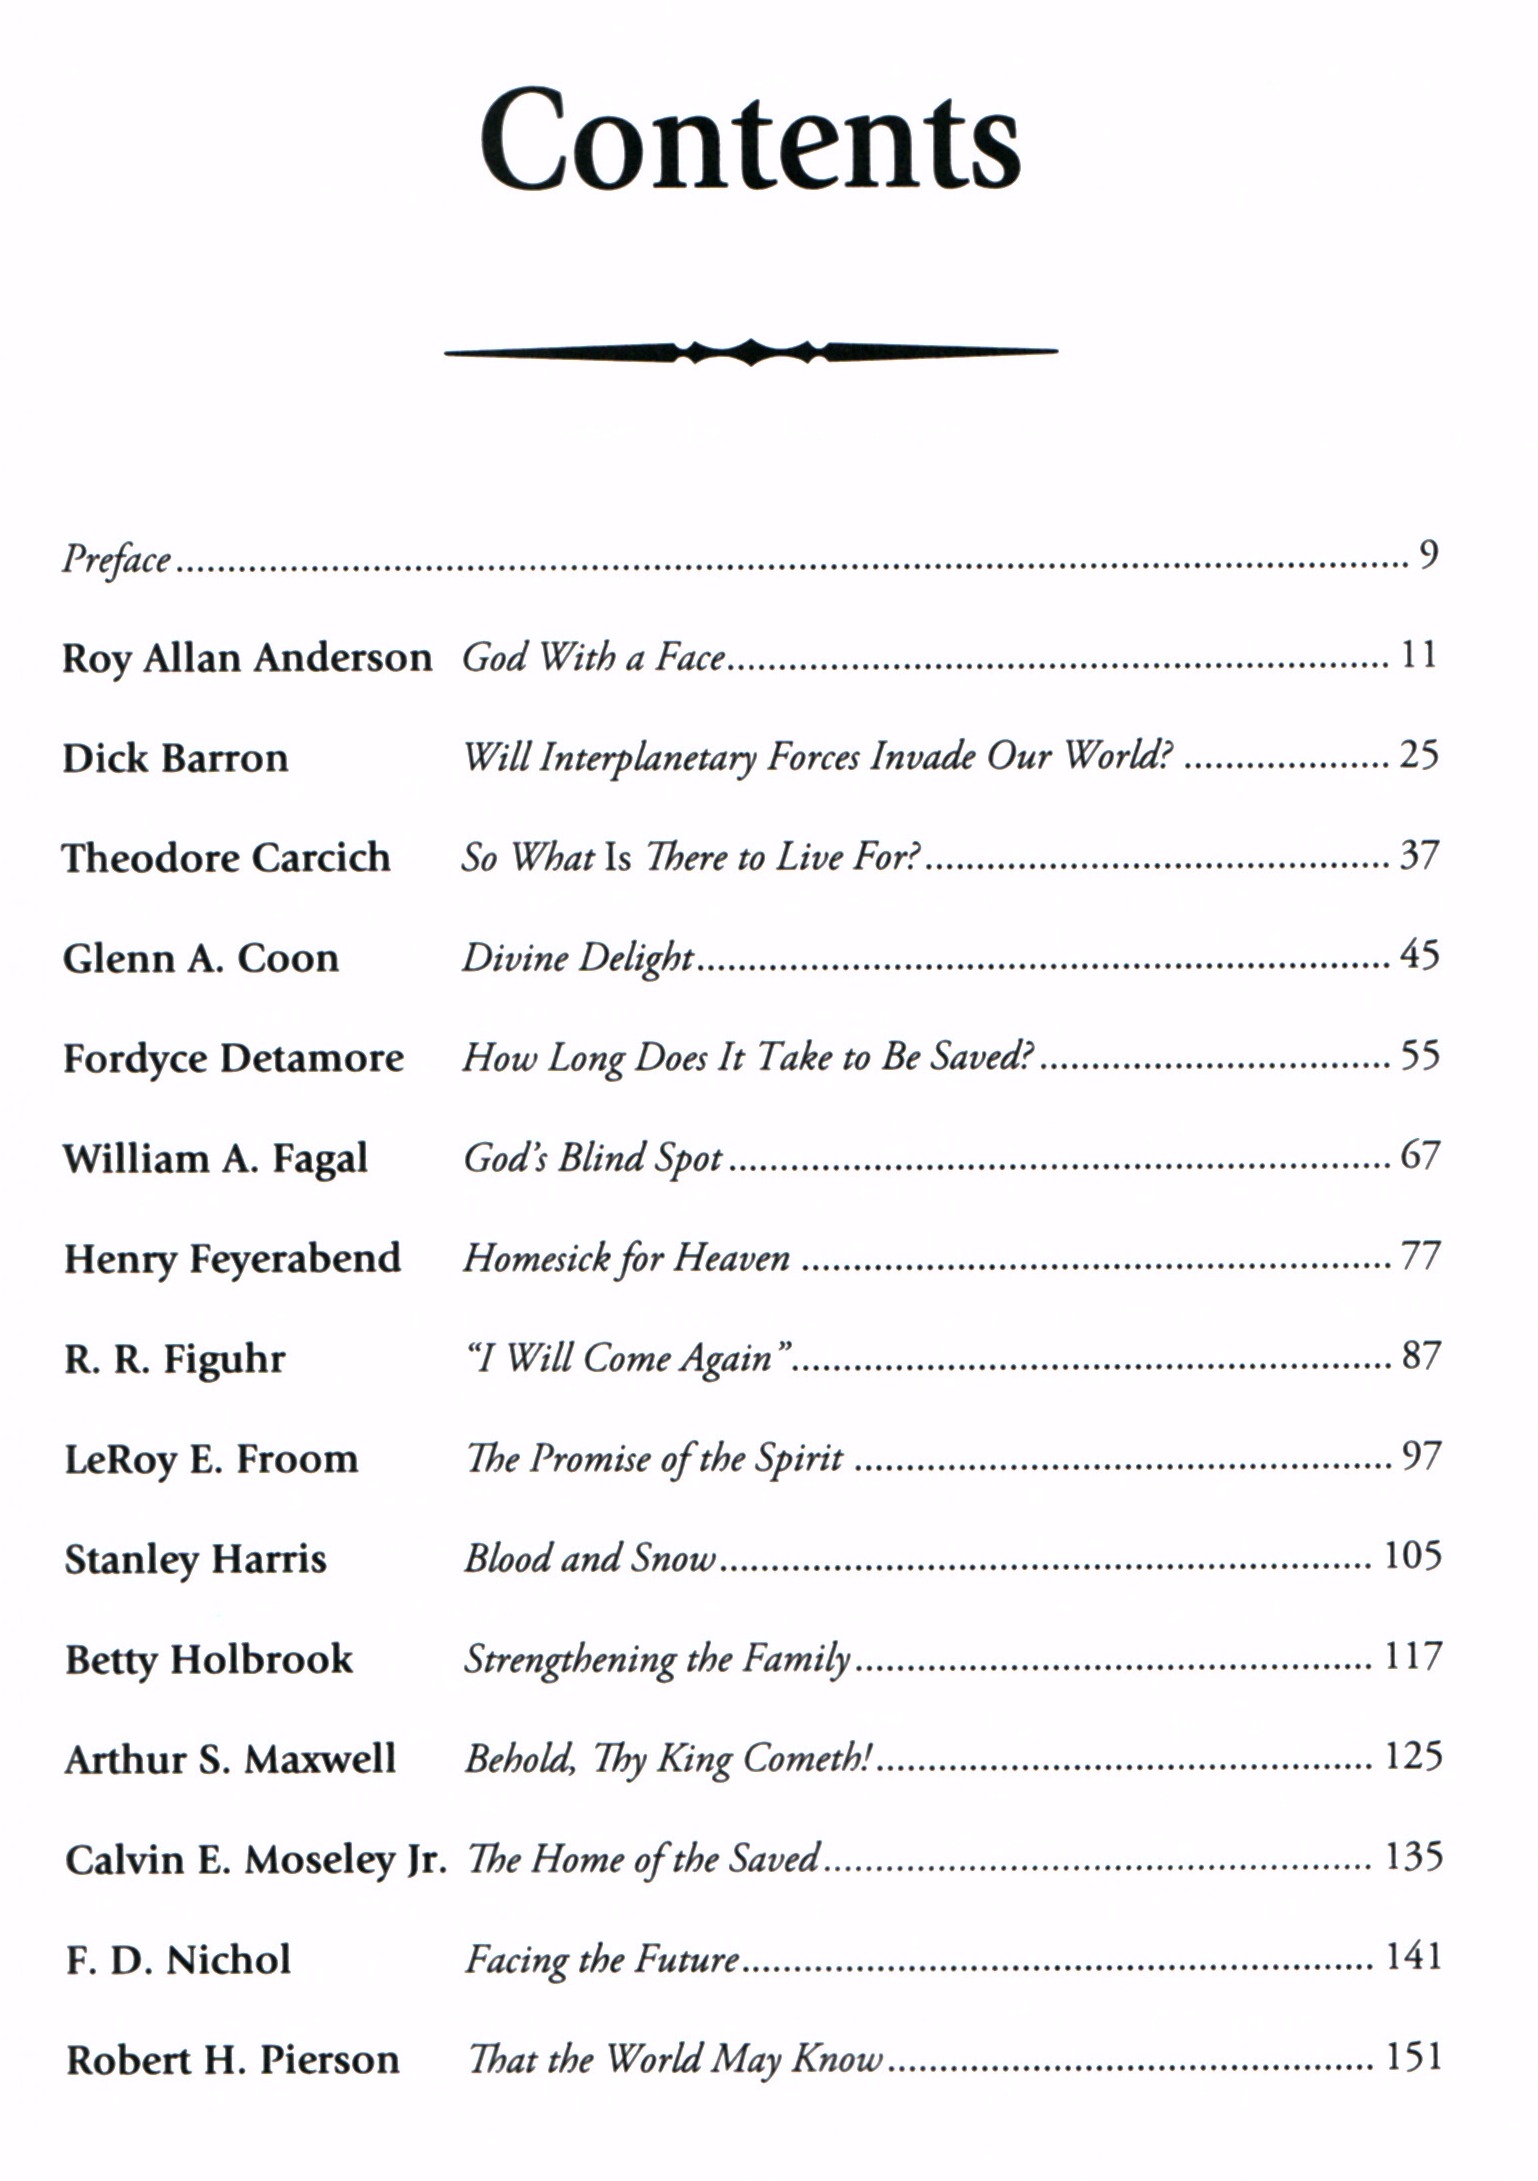 Contents
Preface ........................................................................ 9
Roy Allan Anderson God With a Face ........................................ 11
Dick Barron Will Interplanetary Forces Invade Our World? .................... 25
Theodore Carcich So What Is There to Live For? .............................. 37
Glenn A. Coon Divine Delight ................................................ 45
Fordyce Detamore How Long Does It Take to Be Saved? ........................ 55
William A. Fagal God's Blind Spot ........................................... 67
Henry Feyerabend Homesick for Heaven ........................................ 77
R. R. Figuhr “I Will Come Again” ............................................ 87
LeRoy E. Froom The Promise of the Spirit .................................... 97
Stanley Harris Blood and Snow ............................................... 105
Betty Holbrook Strengthening the Family ..................................... 117
Arthur S. Maxwell Behold, Thy King Cometh! .................................. 125
Calvin E. Moseley Jr. The Home of the Saved ................................. 135
F. D. Nichol Facing the Future .............................................. 141
Robert H. Pierson That the World May Know ................................... 151